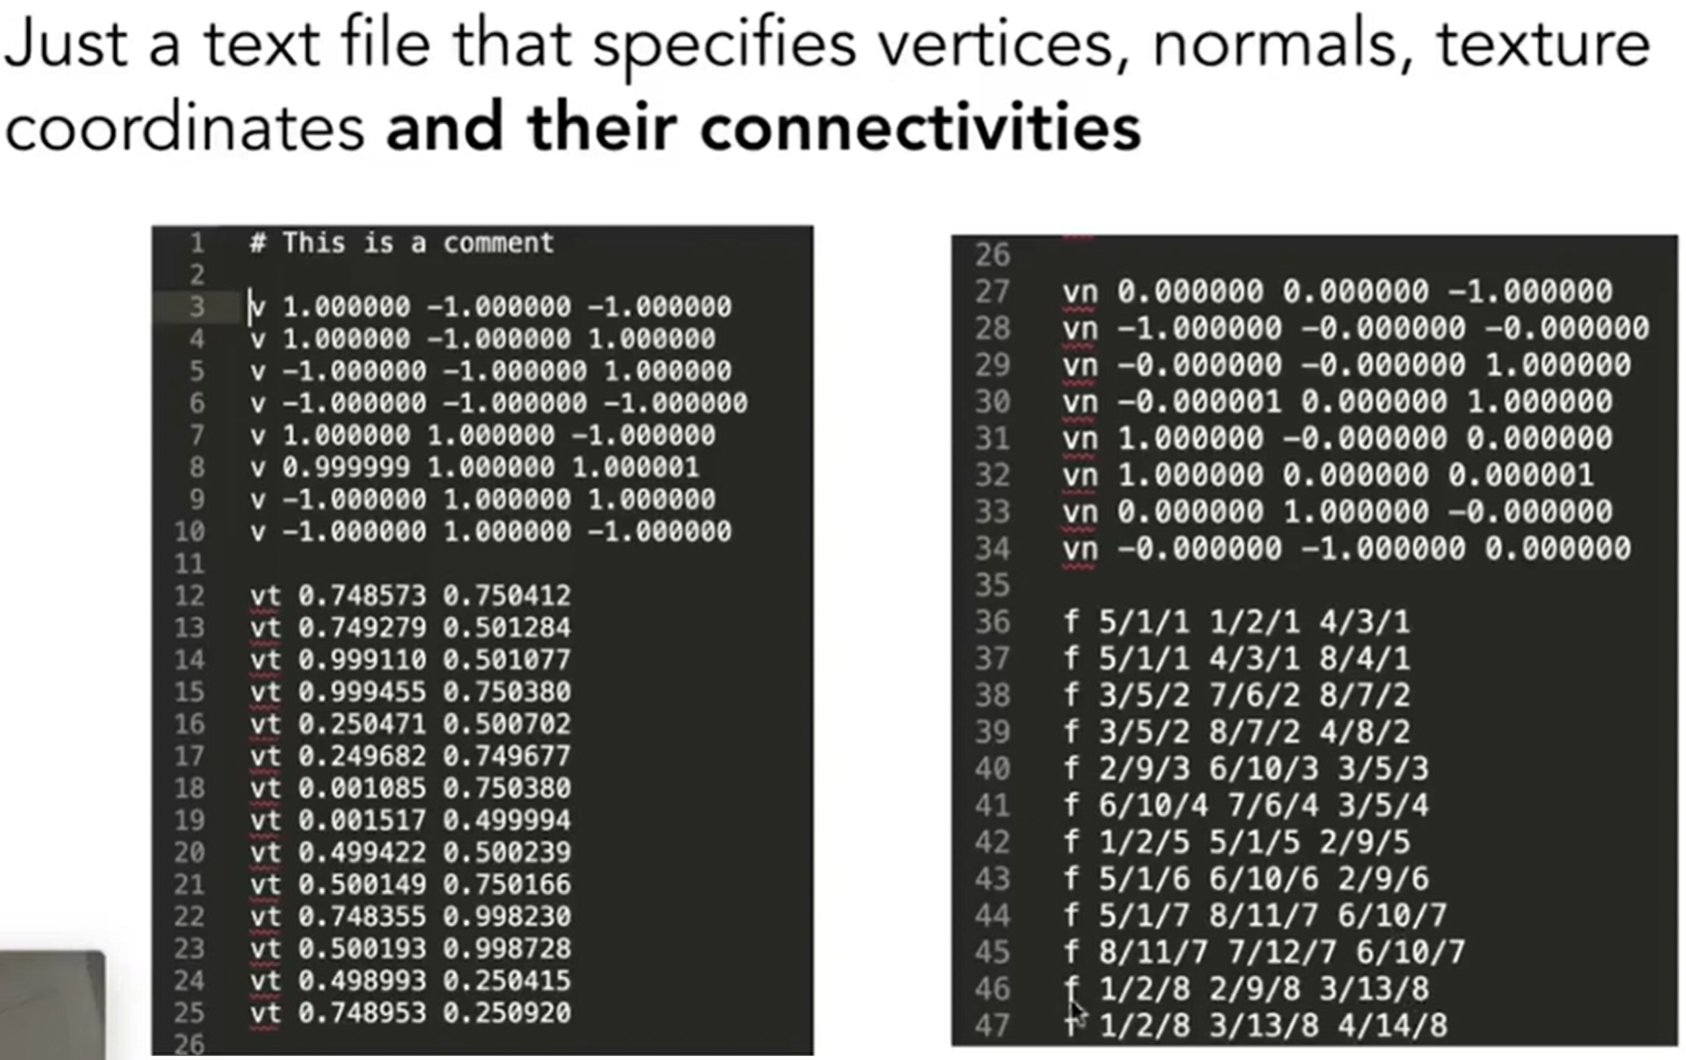 Just a text file that specifies vertices, normals, texture
coordinates and their connectivities
1 # This is a comment
2
3 v 1.000000 -1.000000 -1.000000
4 v 1.000000 -1.000000 1.000000
5 v -1.000000 -1.000000 1.000000
6 v -1.000000 -1.000000 -1.000000
7 v 1.000000 1.000000 -1.000000
8 v 0.999999 1.000000 1.000001
9 v -1.000000 1.000000 1.000000
10 v -1.000000 1.000000 -1.000000
11
12 vt 0.748573 0.750412
13 vt 0.749279 0.501284
14 vt 0.999110 0.501077
15 vt 0.999455 0.750380
16 vt 0.250471 0.500702
17 vt 0.249682 0.749677
18 vt 0.001085 0.750380
19 vt 0.001517 0.499994
20 vt 0.499422 0.500239
21 vt 0.500149 0.750166
22 vt 0.748355 0.998230
23 vt 0.500193 0.998728
24 vt 0.498993 0.250415
25 vt 0.748953 0.250920
26
26
27 vn 0.000000 0.000000 -1.000000
28 vn -1.000000 -0.000000 -0.000000
29 vn -0.000000 -0.000000 1.000000
30 vn -0.000001 0.000000 1.000000
31 vn 1.000000 -0.000000 0.000000
32 vn 1.000000 0.000000 0.000001
33 vn 0.000000 1.000000 -0.000000
34 vn -0.000000 -1.000000 0.000000
35
36 f 5/1/1 1/2/1 4/3/1
37 f 5/1/1 4/3/1 8/4/1
38 f 3/5/2 7/6/2 8/7/2
39 f 3/5/2 8/7/2 4/8/2
40 f 2/9/3 6/10/3 3/5/3
41 f 6/10/4 7/6/4 3/5/4
42 f 1/2/5 5/1/5 2/9/5
43 f 5/1/6 6/10/6 2/9/6
44 f 5/1/7 8/11/7 6/10/7
45 f 8/11/7 7/12/7 6/10/7
46 f 1/2/8 2/9/8 3/13/8
47 f 1/2/8 3/13/8 4/14/8